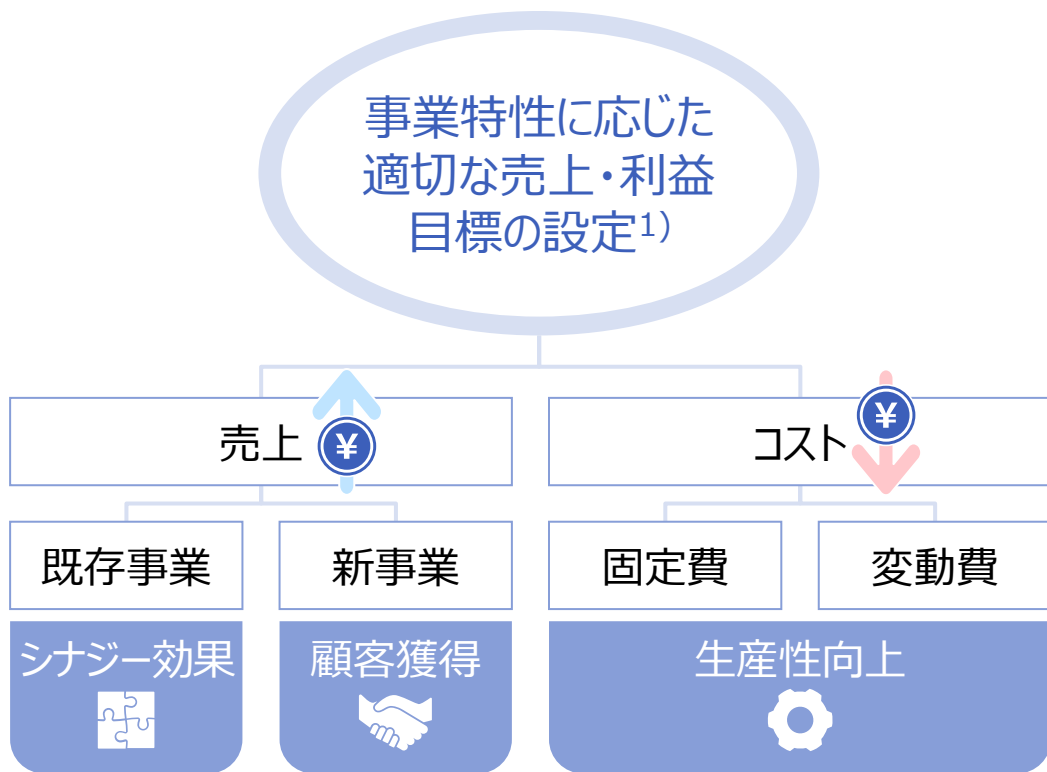 事業特性に応じた
適切な売上・利益
目標の設定1)
売上
¥
コスト
¥
既存事業
新事業
固定費
変動費
シナジー効果
顧客獲得
生産性向上